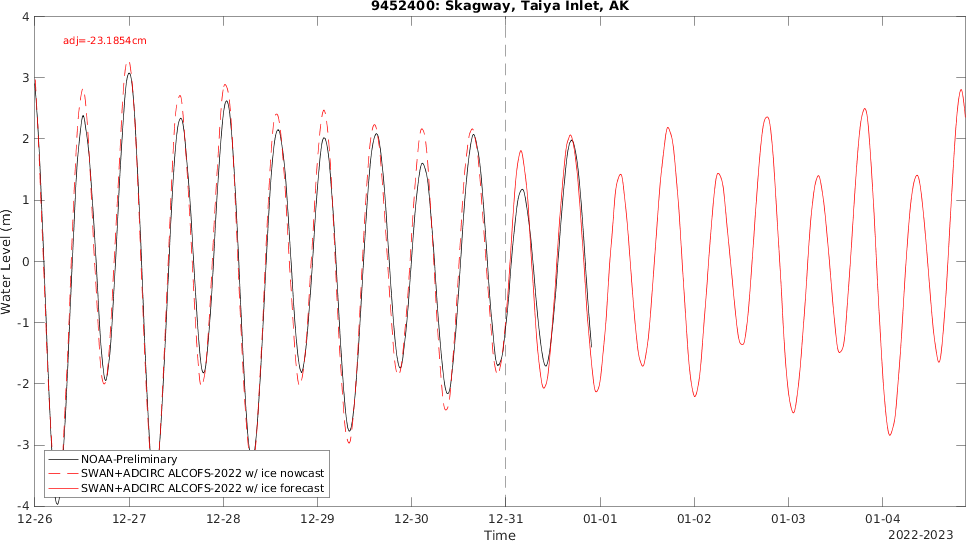 9452400: Skagway, Taiya Inlet, AK
adj=-23.1854cm
Water Level (m)
4
3
2
1
0
-1
-2
-3
-4
NOAA-Preliminary
SWAN+ADCIRC ALCOFS-2022 w/ ice nowcast
SWAN+ADCIRC ALCOFS-2022 w/ ice forecast
12-26 12-27 12-28 12-29 12-30 12-31 01-01 01-02 01-03 01-04
Time
2022-2023